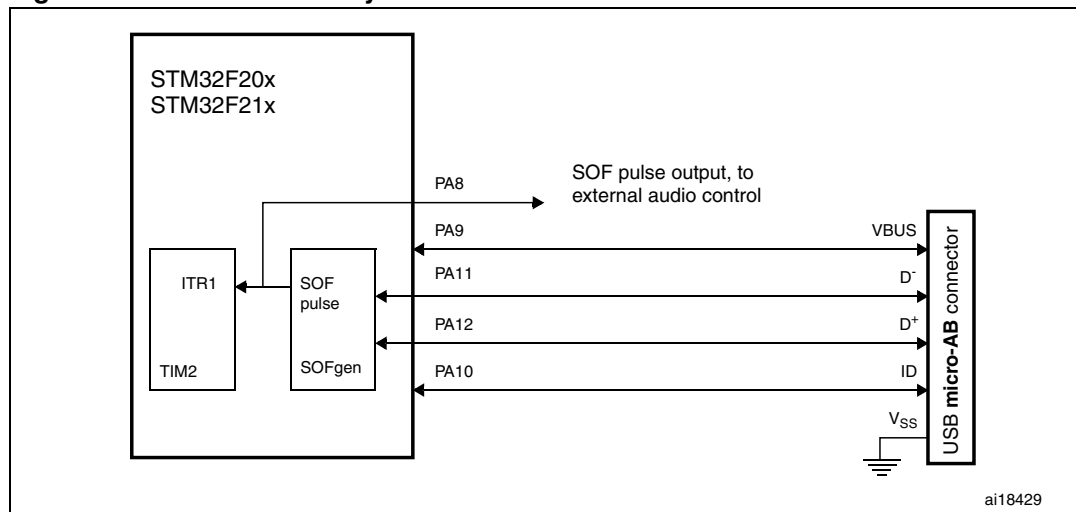 STM32F20x
STM32F21x
PA8
SOF pulse output, to
external audio control
PA9
VBUS
ITR1
SOF
pulse
PA11
D-
PA12
D+
TIM2
SOFgen
PA10
ID
VSS
USB micro-AB connector
ai18429